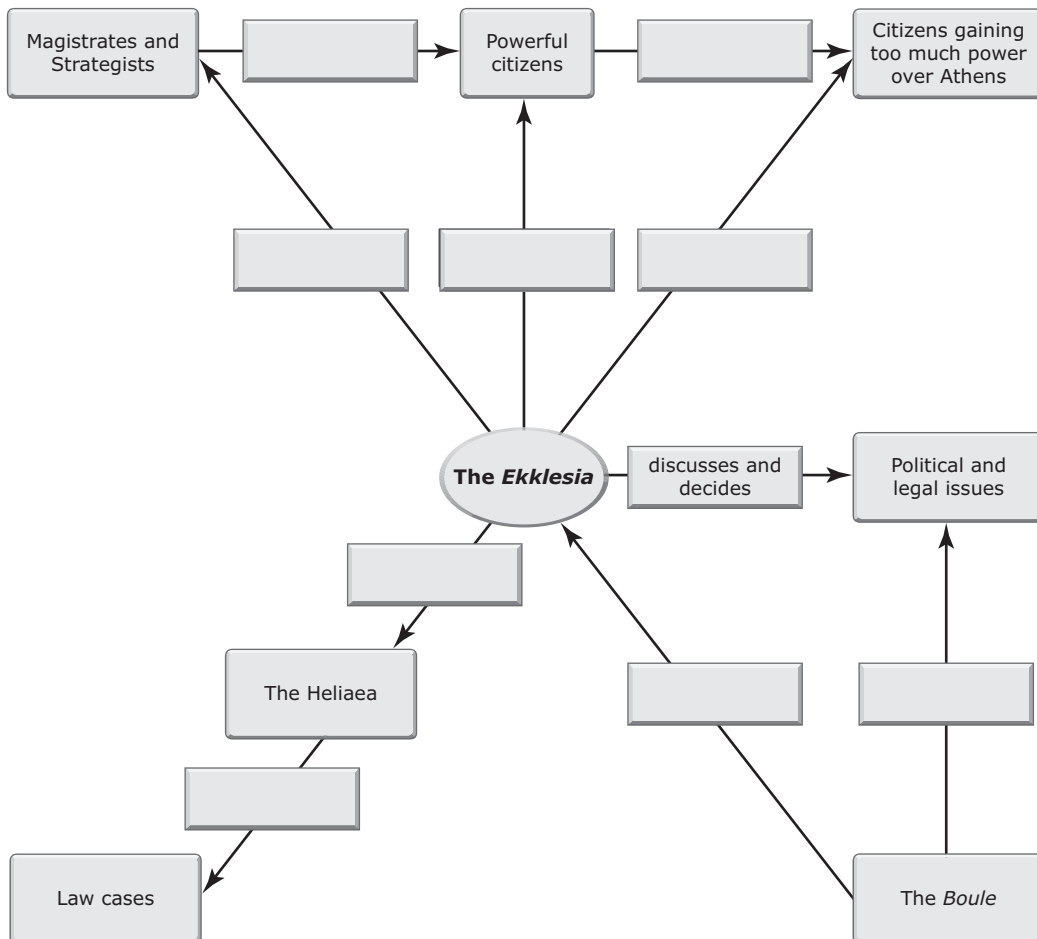 Magistrates and
Strategists
Powerful
citizens
Citizens gaining
too much power
over Athens
The Ekklesia
discusses and
decides
Political and
legal issues
The Heliaea
Law cases
The Boule